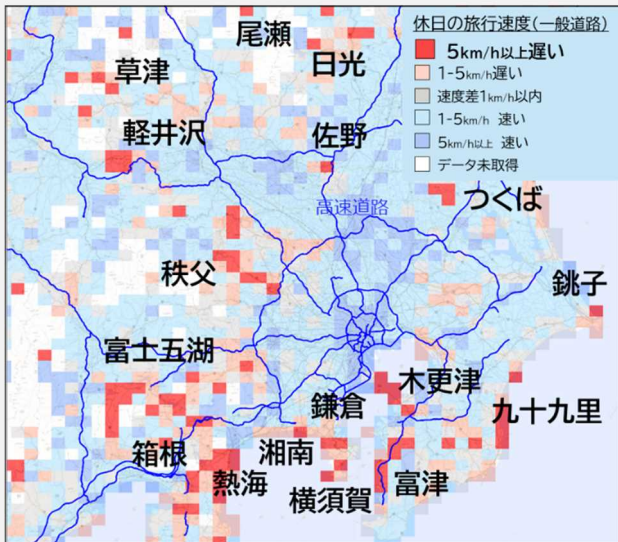 休日の旅行速度(一般道路)
5km/h以上遅い
1-5km/h遅い
速度差1km/h以内
1-5km/h 速い
5km/h以上 速い
データ未取得
尾瀬
日光
草津
軽井沢
佐野
つくば
高速道路
秩父
銚子
富士五湖
木更津
鎌倉
九十九里
箱根
湘南
熱海
富津
横須賀